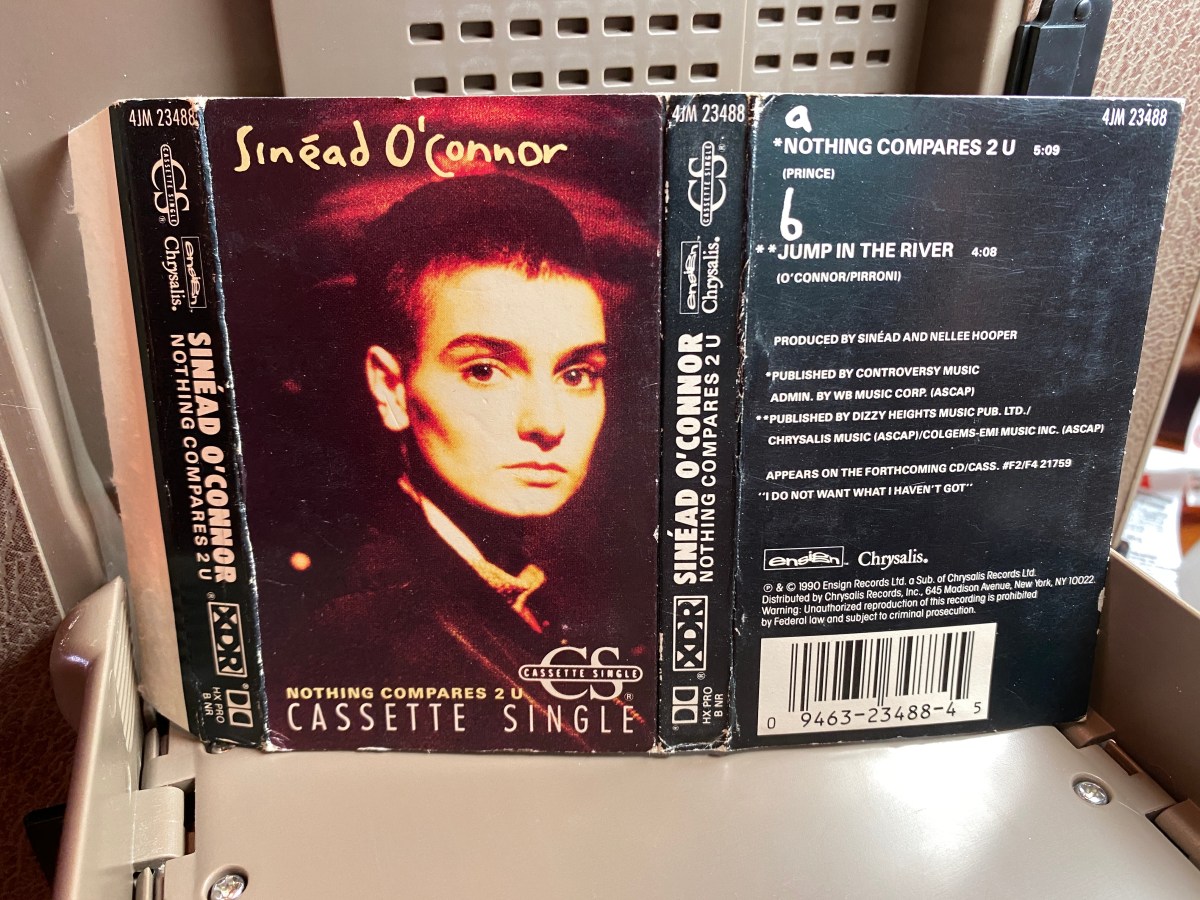 4JM 23488
CS
CASSETTE SINGLE
®
ensign
Chrysalis®
SINÉAD O'CONNOR
NOTHING COMPARES 2 U
XDR
®
HX PRO
B NR
Sinéad O'Connor
CS
CASSETTE SINGLE
®
NOTHING COMPARES 2 U
CASSETTE SINGLE
4JM 23488
CS
CASSETTE SINGLE
®
ensign
Chrysalis®
SINÉAD O'CONNOR
NOTHING COMPARES 2 U
XDR
®
HX PRO
B NR
4JM 23488
a
*NOTHING COMPARES 2 U 5:09
(PRINCE)
b
**JUMP IN THE RIVER 4:08
(O'CONNOR/PIRRONI)
PRODUCED BY SINÉAD AND NELLEE HOOPER
*PUBLISHED BY CONTROVERSY MUSIC
ADMIN. BY WB MUSIC CORP. (ASCAP)
**PUBLISHED BY DIZZY HEIGHTS MUSIC PUB. LTD./
CHRYSALIS MUSIC (ASCAP)/COLGEMS-EMI MUSIC INC. (ASCAP)
APPEARS ON THE FORTHCOMING CD/CASS. #F2/F4 21759
"I DO NOT WANT WHAT I HAVEN'T GOT"
ensign™ Chrysalis®
℗ & © 1990 Ensign Records Ltd. a Sub. of Chrysalis Records Ltd.
Distributed by Chrysalis Records, Inc., 645 Madison Avenue, New York, NY 10022.
Warning: Unauthorized reproduction of this recording is prohibited
by Federal law and subject to criminal prosecution.
0 9463-23488-4 5